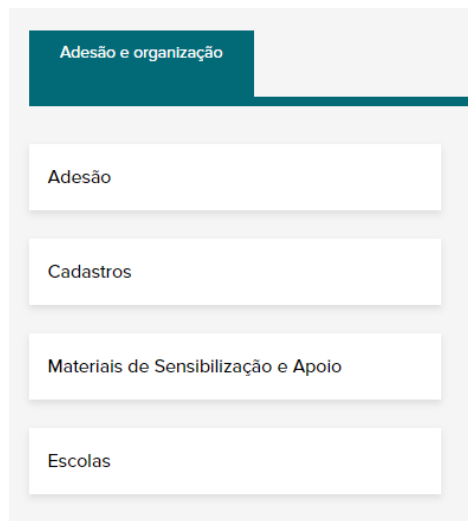 Adesão e organização
Adesão
Cadastros
Materiais de Sensibilização e Apoio
Escolas